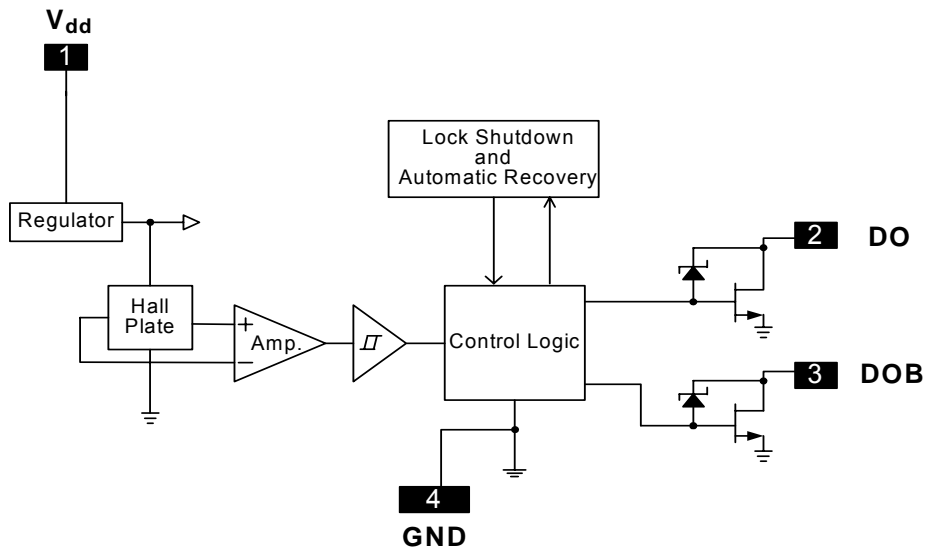 Vdd
1
Lock Shutdown
and
Automatic Recovery
Regulator
2 DO
Hall
Plate
+
Amp.
−
Control Logic
3 DOB
4
GND